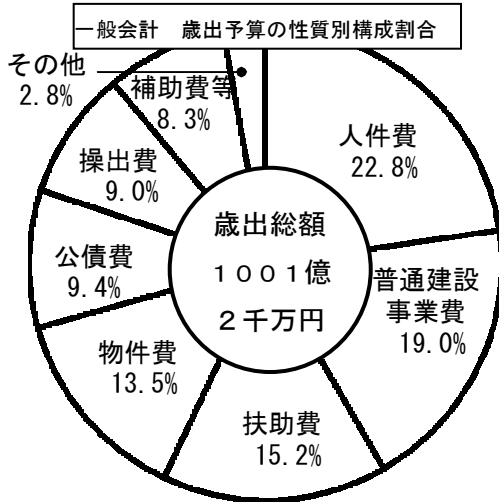 一般会計　歳出予算の性質別構成割合
その他
2.8%
補助費等
8.3%
操出費
9.0%
公債費
9.4%
物件費
13.5%
扶助費
15.2%
普通建設
事業費
19.0%
人件費
22.8%
歳出総額
１００１億
２千万円